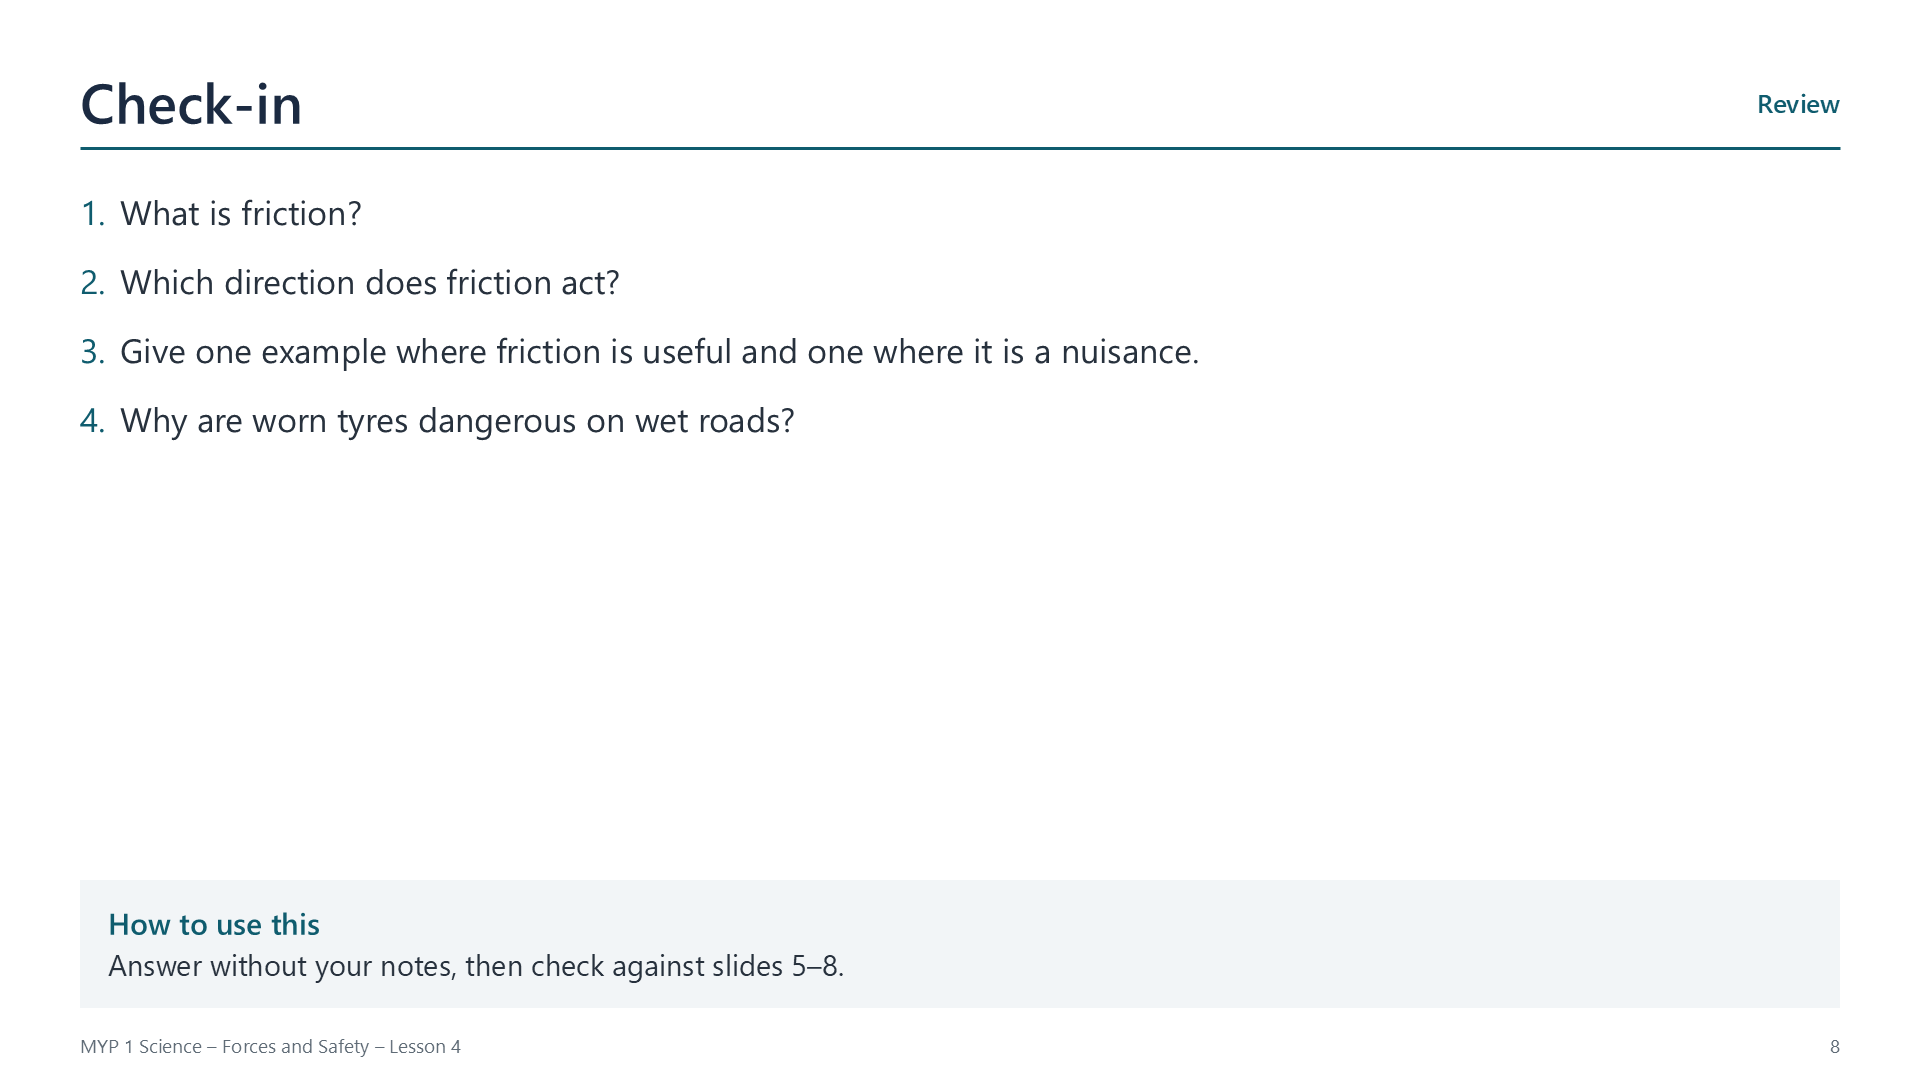 Check-in
Review
1. What is friction?
2. Which direction does friction act?
3. Give one example where friction is useful and one where it is a nuisance.
4. Why are worn tyres dangerous on wet roads?
How to use this
Answer without your notes, then check against slides 5–8.
MYP 1 Science – Forces and Safety – Lesson 4
8